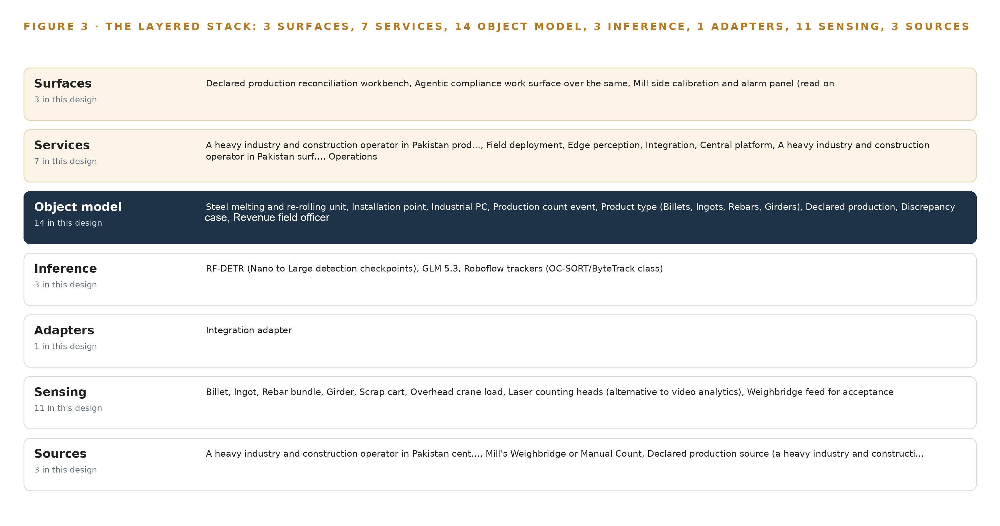 FIGURE 3 · THE LAYERED STACK: 3 SURFACES, 7 SERVICES, 14 OBJECT MODEL, 3 INFERENCE, 1 ADAPTERS, 11 SENSING, 3 SOURCES
Surfaces
3 in this design
Declared-production reconciliation workbench, Agentic compliance work surface over the same, Mill-side calibration and alarm panel (read-on
Services
7 in this design
A heavy industry and construction operator in Pakistan prod…, Field deployment, Edge perception, Integration, Central platform, A heavy industry and construction
operator in Pakistan surf…, Operations
Object model
14 in this design
Steel melting and re-rolling unit, Installation point, Industrial PC, Production count event, Product type (Billets, Ingots, Rebars, Girders), Declared production, Discrepancy
case, Revenue field officer
Inference
3 in this design
RF-DETR (Nano to Large detection checkpoints), GLM 5.3, Roboflow trackers (OC-SORT/ByteTrack class)
Adapters
1 in this design
Integration adapter
Sensing
11 in this design
Billet, Ingot, Rebar bundle, Girder, Scrap cart, Overhead crane load, Laser counting heads (alternative to video analytics), Weighbridge feed for acceptance
Sources
3 in this design
A heavy industry and construction operator in Pakistan cent…, Mill's Weighbridge or Manual Count, Declared production source (a heavy industry and constructi…